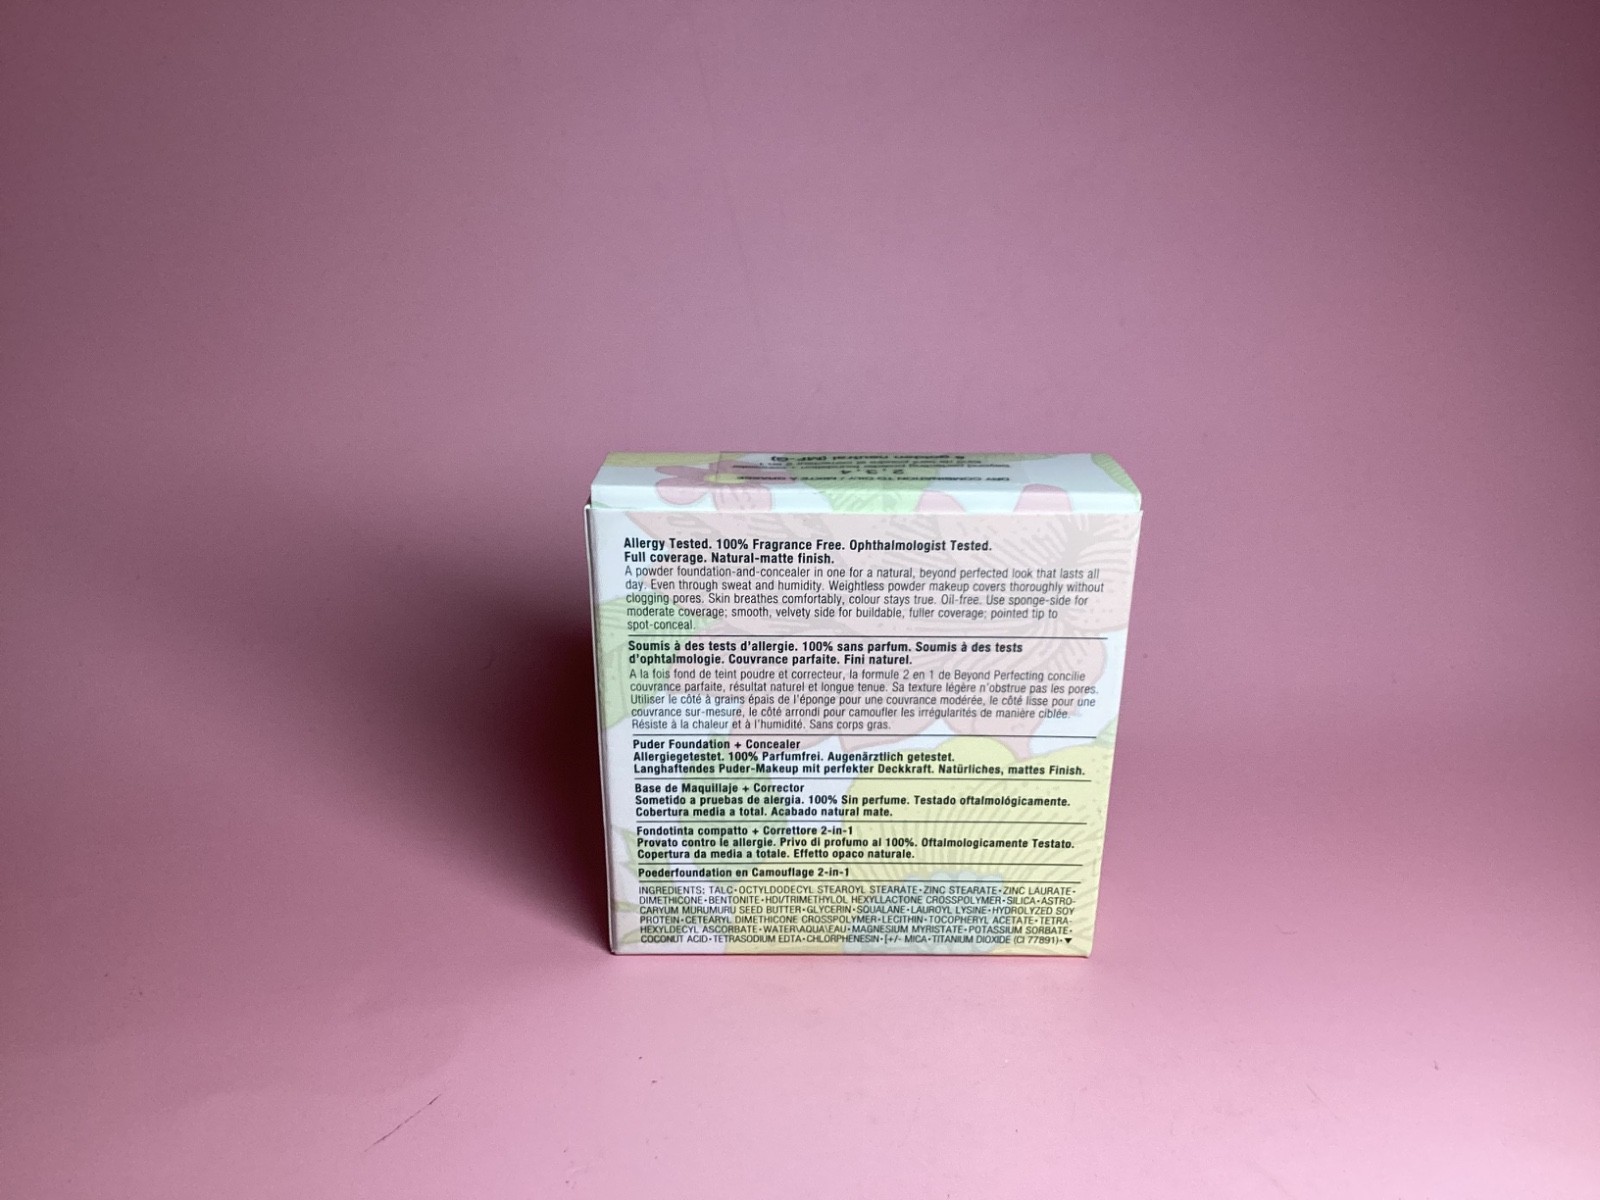 2, 3, 4
Allergy Tested. 100% Fragrance Free. Ophthalmologist Tested.
Full coverage. Natural-matte finish.
A powder foundation-and-concealer in one for a natural, beyond perfected look that lasts all
day. Even through sweat and humidity. Weightless powder makeup covers thoroughly without
clogging pores. Skin breathes comfortably, colour stays true. Oil-free. Use sponge-side for
moderate coverage; smooth, velvety side for buildable, fuller coverage; pointed tip to
spot-conceal.
Soumis à des tests d'allergie. 100% sans parfum. Soumis à des tests
d'ophtalmologie. Couvrance parfaite. Fini naturel.
A la fois fond de teint poudre et correcteur, la formule 2 en 1 de Beyond Perfecting concilie
couvrance parfaite, résultat naturel et longue tenue. Sa texture légère n'obstrue pas les pores.
Utiliser le côté à grains épais de l'éponge pour une couvrance modérée, le côté lisse pour une
couvrance sur-mesure, le côté arrondi pour camoufler les irrégularités de manière ciblée.
Résiste à la chaleur et à l'humidité. Sans corps gras.
Puder Foundation + Concealer
Allergiegetestet. 100% Parfumfrei. Augenärztlich getestet.
Langhaftendes Puder-Makeup mit perfekter Deckkraft. Natürliches, mattes Finish.
Base de Maquillaje + Corrector
Sometido a pruebas de alergia. 100% Sin perfume. Testado oftalmológicamente.
Cobertura media a total. Acabado natural mate.
Fondotinta compatto + Correttore 2-in-1
Provato contro le allergie. Privo di profumo al 100%. Oftalmologicamente Testato.
Copertura da media a totale. Effetto opaco naturale.
Poederfoundation en Camouflage 2-in-1
INGREDIENTS: TALC•OCTYLDODECYL STEAROYL STEARATE•ZINC STEARATE•ZINC LAURATE•
DIMETHICONE•BENTONITE•HDI/TRIMETHYLOL HEXYLLACTONE CROSSPOLYMER•SILICA•ASTRO-
CARYUM MURUMURU SEED BUTTER•GLYCERIN•SQUALANE•LAUROYL LYSINE•HYDROLYZED SOY
PROTEIN•CETEARYL DIMETHICONE CROSSPOLYMER•LECITHIN•TOCOPHERYL ACETATE•TETRA-
HEXYLDECYL ASCORBATE•WATER\AQUA\EAU•MAGNESIUM MYRISTATE•POTASSIUM SORBATE•
COCONUT ACID•TETRASODIUM EDTA•CHLORPHENESIN•[+/- MICA•TITANIUM DIOXIDE (CI 77891)•▼